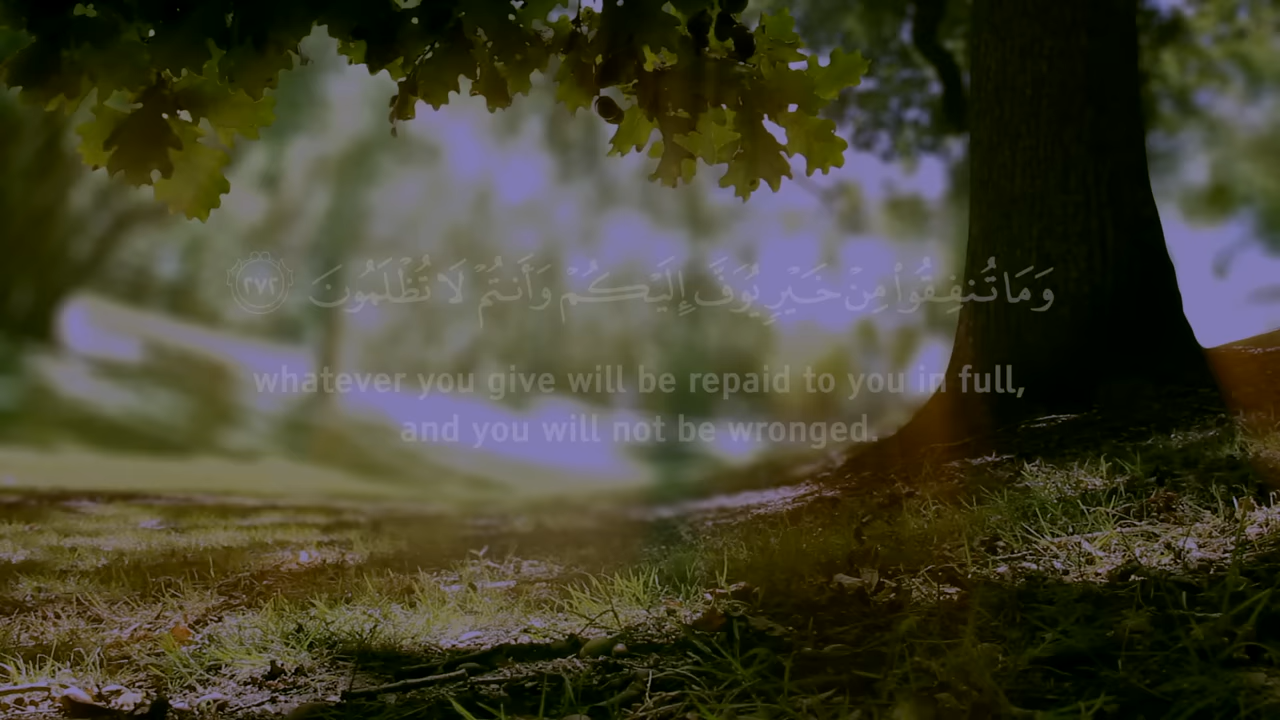 وَمَا تُنفِقُوا۟ مِنْ خَيْرٍ يُوَفَّ إِلَيْكُمْ وَأَنتُمْ لَا تُظْلَمُونَ ٢٧٢
whatever you give will be repaid to you in full,
and you will not be wronged.